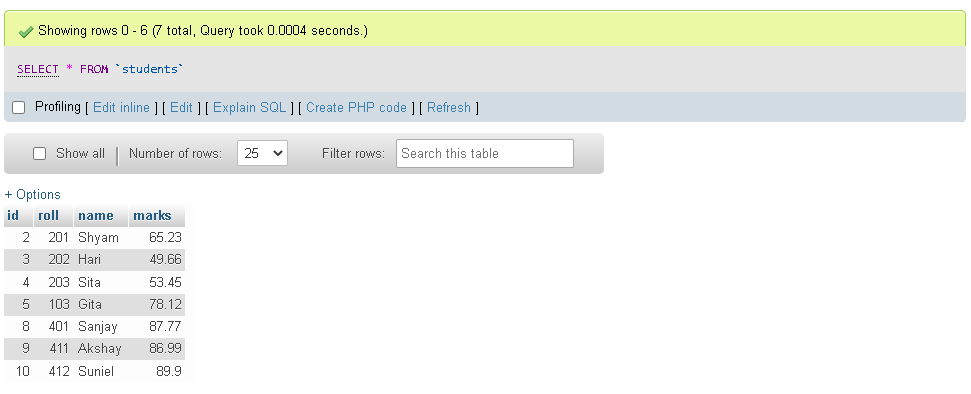 Showing rows 0 - 6 (7 total, Query took 0.0004 seconds.)
SELECT * FROM `students`
Profiling [ Edit inline ] [ Edit ] [ Explain SQL ] [ Create PHP code ] [ Refresh ]
Show all | Number of rows: 25 Filter rows: Search this table
+ Options
id roll name marks
2 201 Shyam 65.23
3 202 Hari 49.66
4 203 Sita 53.45
5 103 Gita 78.12
8 401 Sanjay 87.77
9 411 Akshay 86.99
10 412 Suniel 89.9